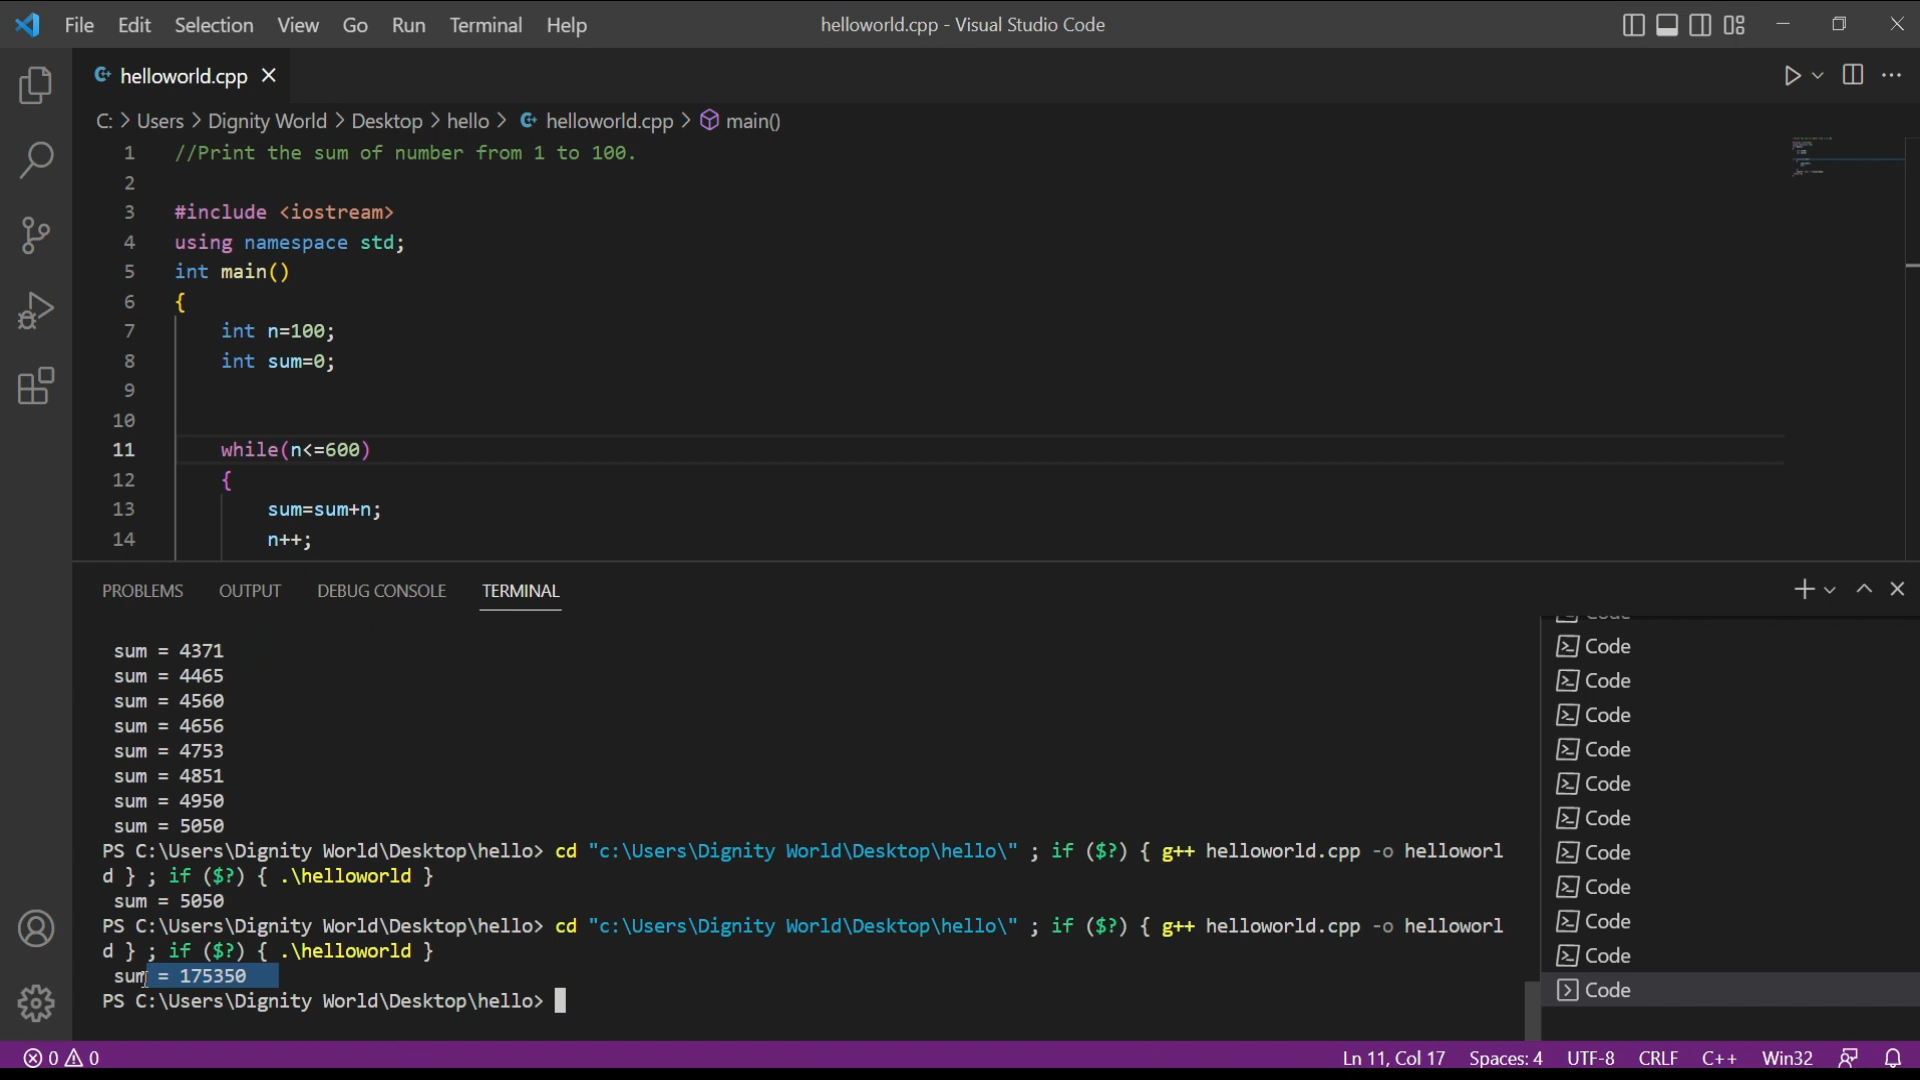 File Edit Selection View Go Run Terminal Help helloworld.cpp - Visual Studio Code
helloworld.cpp
C: > Users > Dignity World > Desktop > hello > helloworld.cpp > main()
1 //Print the sum of number from 1 to 100.
2
3 #include <iostream>
4 using namespace std;
5 int main()
6 {
7 int n=100;
8 int sum=0;
9
10
11 while(n<=600)
12 {
13 sum=sum+n;
14 n++;
PROBLEMS OUTPUT DEBUG CONSOLE TERMINAL
sum = 4371
sum = 4465
sum = 4560
sum = 4656
sum = 4753
sum = 4851
sum = 4950
sum = 5050
PS C:\Users\Dignity World\Desktop\hello> cd "c:\Users\Dignity World\Desktop\hello\" ; if ($?) { g++ helloworld.cpp -o helloworl
d } ; if ($?) { .\helloworld }
sum = 5050
PS C:\Users\Dignity World\Desktop\hello> cd "c:\Users\Dignity World\Desktop\hello\" ; if ($?) { g++ helloworld.cpp -o helloworl
d } ; if ($?) { .\helloworld }
sum = 175350
PS C:\Users\Dignity World\Desktop\hello>
Code
Code
Code
Code
Code
Code
Code
Code
Code
Code
Code
Code
0 0 Ln 11, Col 17 Spaces: 4 UTF-8 CRLF C++ Win32